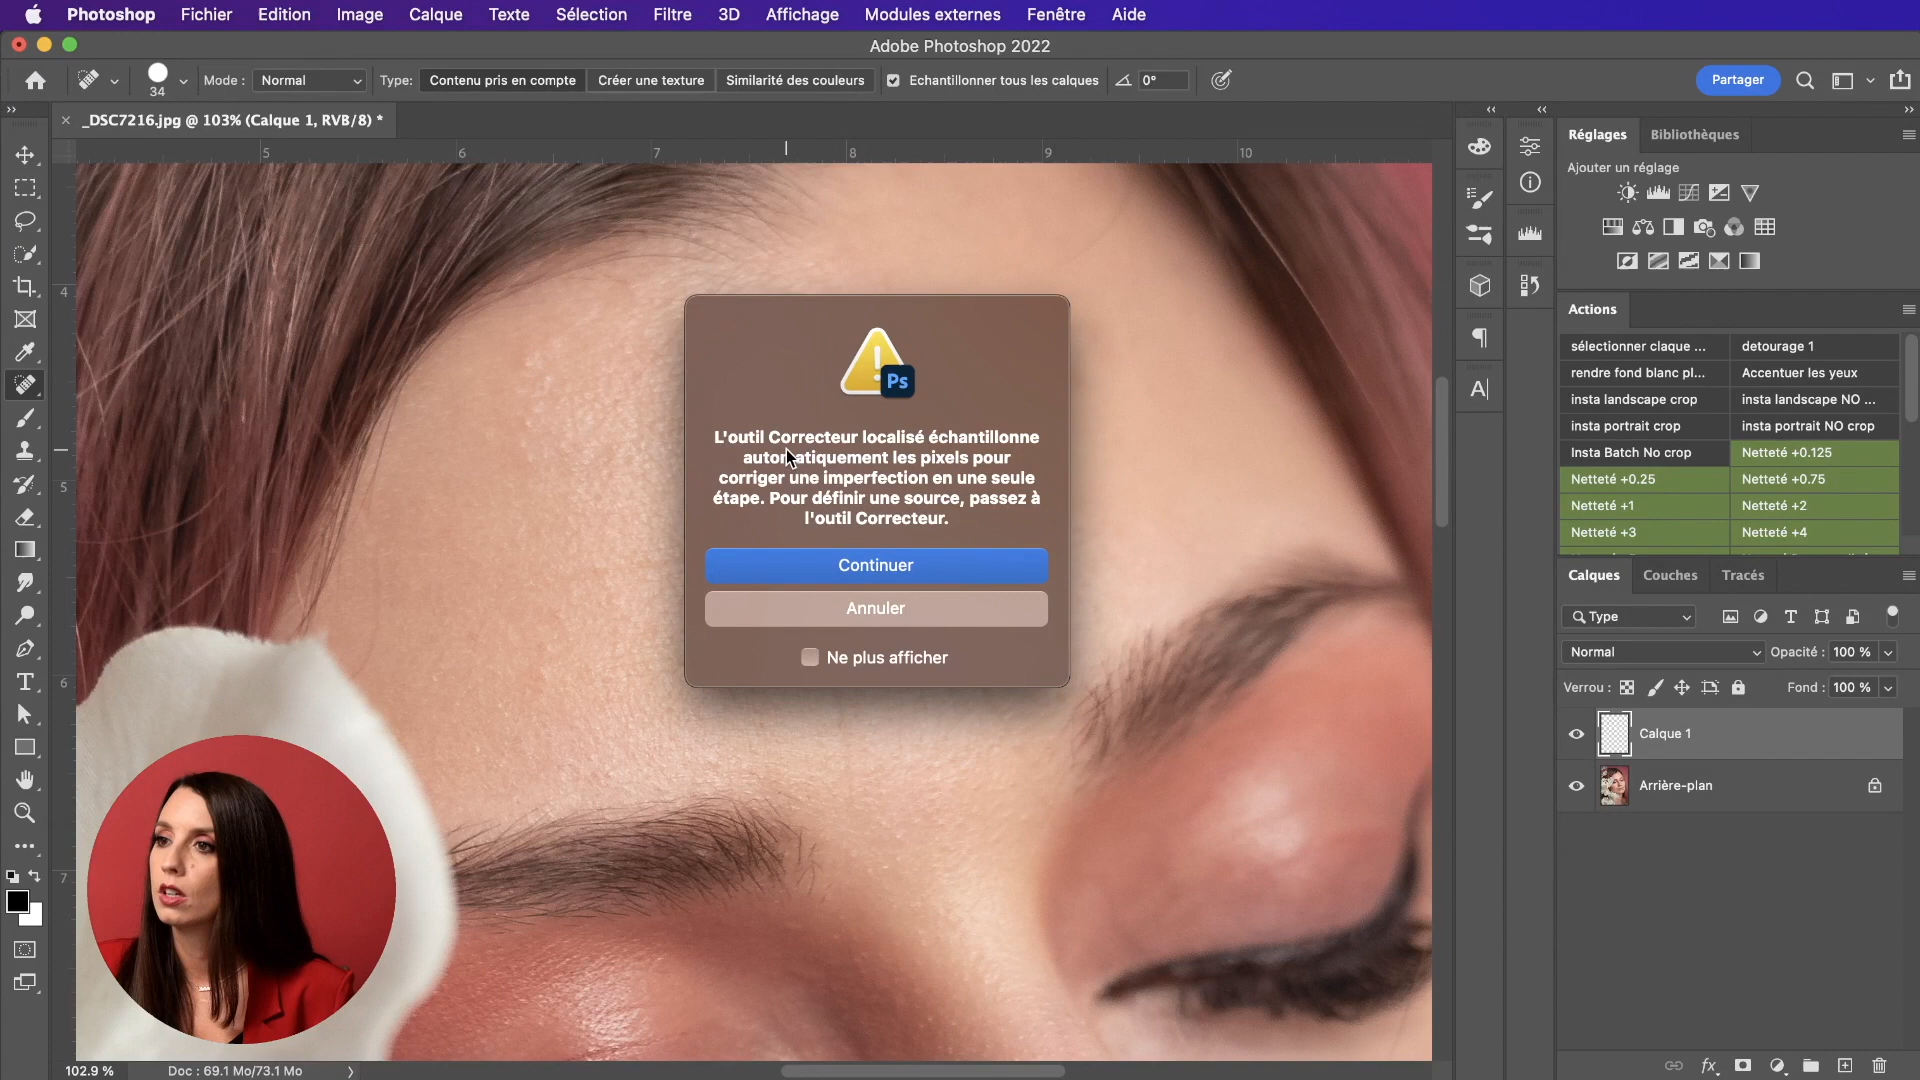 Photoshop Fichier Edition Image Calque Texte Sélection Filtre 3D Affichage Modules externes Fenêtre Aide
Adobe Photoshop 2022
34 Mode : Normal Type: Contenu pris en compte Créer une texture Similarité des couleurs Echantillonner tous les calques 0° Partager
_DSC7216.jpg @ 103% (Calque 1, RVB/8) *
5 6 7 8 9 10
4
5
6
7
L'outil Correcteur localisé échantillonne
automatiquement les pixels pour
corriger une imperfection en une seule
étape. Pour définir une source, passez à
l'outil Correcteur.
Continuer
Annuler
Ne plus afficher
Ps
Réglages Bibliothèques
Ajouter un réglage
Actions
sélectionner claque ... detourage 1
rendre fond blanc pl... Accentuer les yeux
insta landscape crop insta landscape NO ...
insta portrait crop insta portrait NO crop
Insta Batch No crop Netteté +0.125
Netteté +0.25 Netteté +0.75
Netteté +1 Netteté +2
Netteté +3 Netteté +4
Calques Couches Tracés
Type
Normal Opacité : 100 %
Verrou : Fond : 100 %
Calque 1
Arrière-plan
fx
102.9 % Doc : 69.1 Mo/73.1 Mo